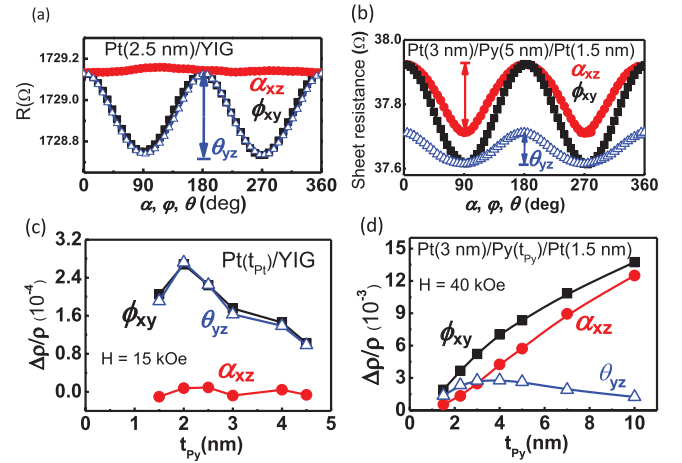 (a)
Pt(2.5 nm)/YIG
α_xz
ϕ_xy
θ_yz
R(Ω)
1729.2
1729.0
1728.8
0 90 180 270 360
α, φ, θ (deg)
(b)
Pt(3 nm)/Py(5 nm)/Pt(1.5 nm)
α_xz
ϕ_xy
θ_yz
Sheet resistance (Ω)
38.0
37.8
37.6
0 90 180 270 360
α, φ, θ (deg)
(c)
Pt(t_Pt)/YIG
ϕ_xy
θ_yz
H = 15 kOe
α_xz
Δρ/ρ (10⁻⁴)
3.2
2.4
1.6
0.8
0.0
0 1 2 3 4 5
t_Py(nm)
(d)
Pt(3 nm)/Py(t_Py)/Pt(1.5 nm)
H = 40 kOe
ϕ_xy
α_xz
θ_yz
Δρ/ρ (10⁻³)
15
12
9
6
3
0
2 4 6 8 10
t_Py(nm)